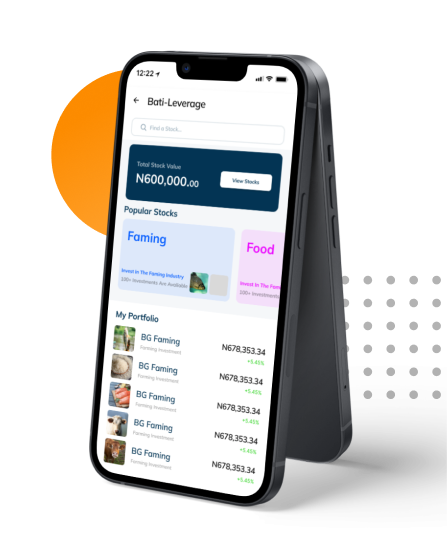 12:22
Bati-Leverage
Find a Stock...
Total Stock Value
N600,000.00
View Stocks
Popular Stocks
Faming
Invest In The Faming Industry
100+ Investments Are Available
Food
Invest In The Fam
100+ Investments
My Portfolio
BG Faming
Faming Investment
N678,353.34
+5.45%
BG Faming
Faming Investment
N678,353.34
+5.45%
BG Faming
Faming Investment
N678,353.34
+5.45%
BG Faming
Faming Investment
N678,353.34
+5.45%
BG Faming
Faming Investment
N678,353.34
+5.45%